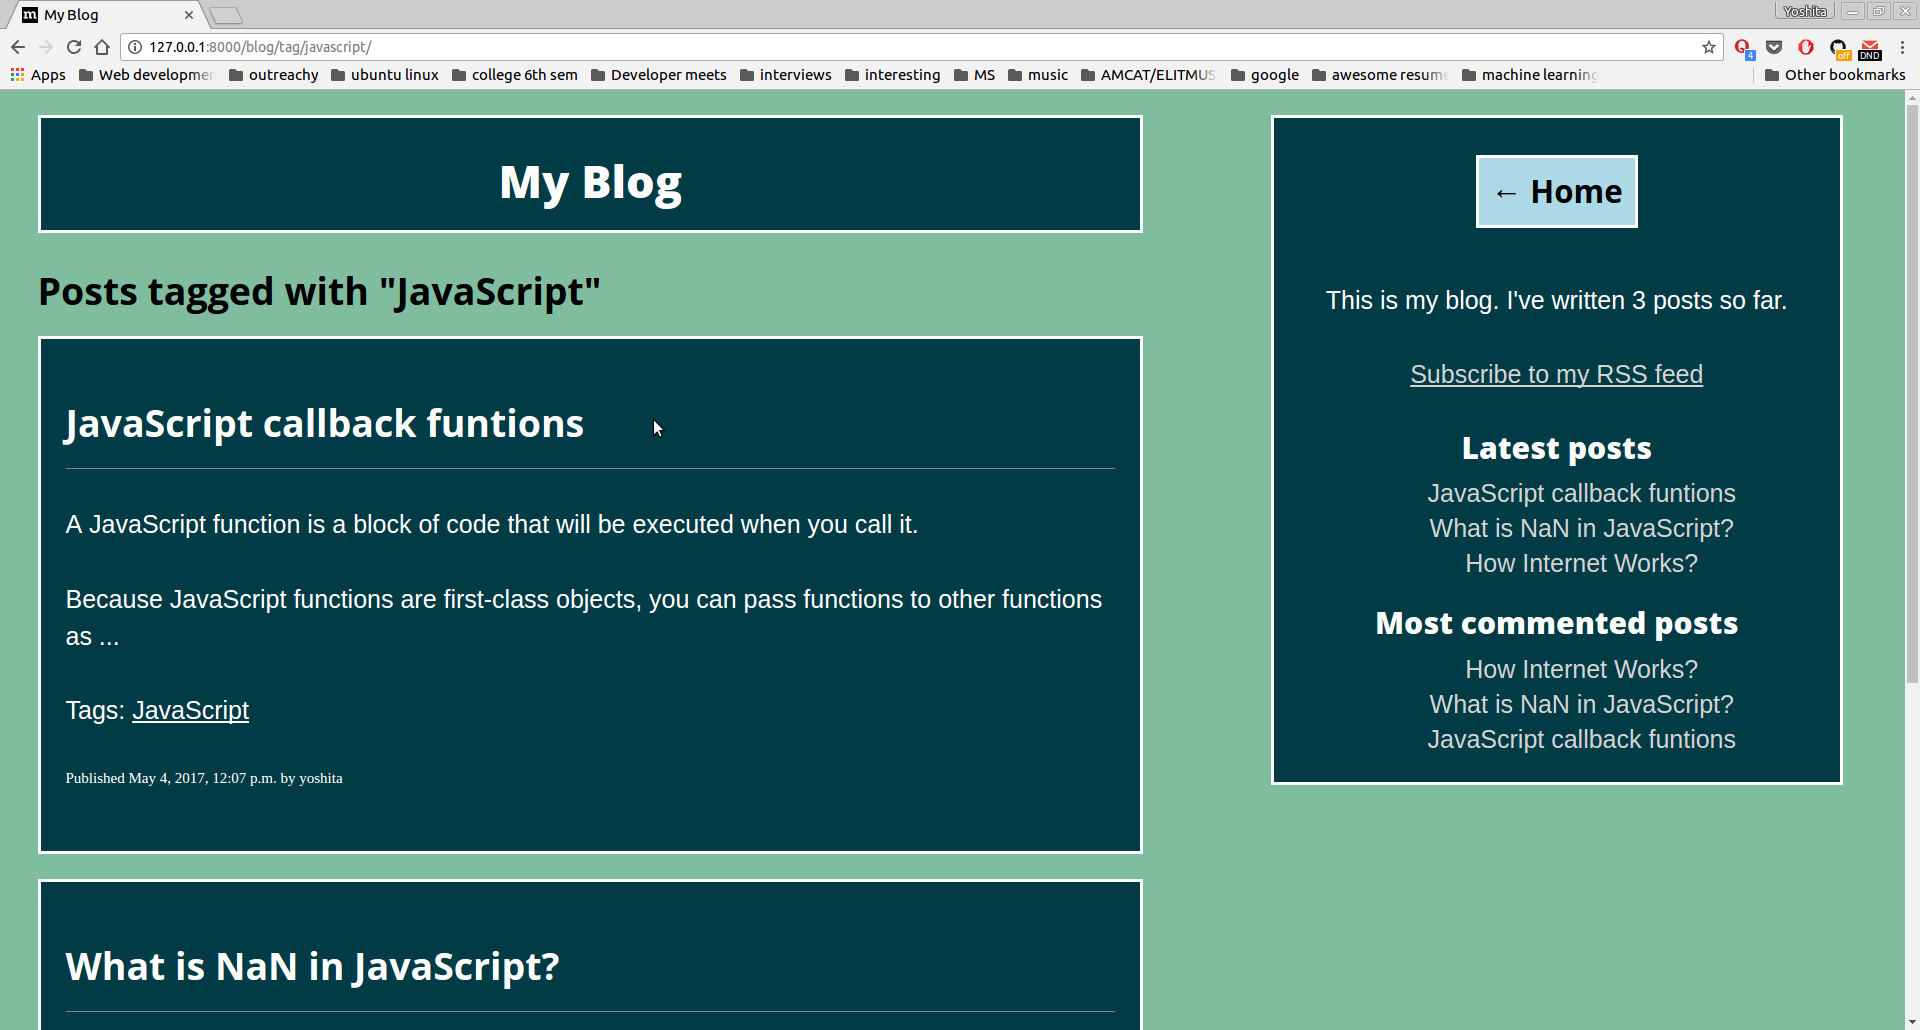 My Blog
Yoshita
127.0.0.1:8000/blog/tag/javascript/
4
off
DND
Apps
Web developmer
outreachy
ubuntu linux
college 6th sem
Developer meets
interviews
interesting
MS
music
AMCAT/ELITMUS
google
awesome resume
machine learning
Other bookmarks
My Blog
Posts tagged with "JavaScript"
JavaScript callback funtions
A JavaScript function is a block of code that will be executed when you call it.
Because JavaScript functions are first-class objects, you can pass functions to other functions
as ...
Tags: JavaScript
Published May 4, 2017, 12:07 p.m. by yoshita
What is NaN in JavaScript?
← Home
This is my blog. I've written 3 posts so far.
Subscribe to my RSS feed
Latest posts
JavaScript callback funtions
What is NaN in JavaScript?
How Internet Works?
Most commented posts
How Internet Works?
What is NaN in JavaScript?
JavaScript callback funtions